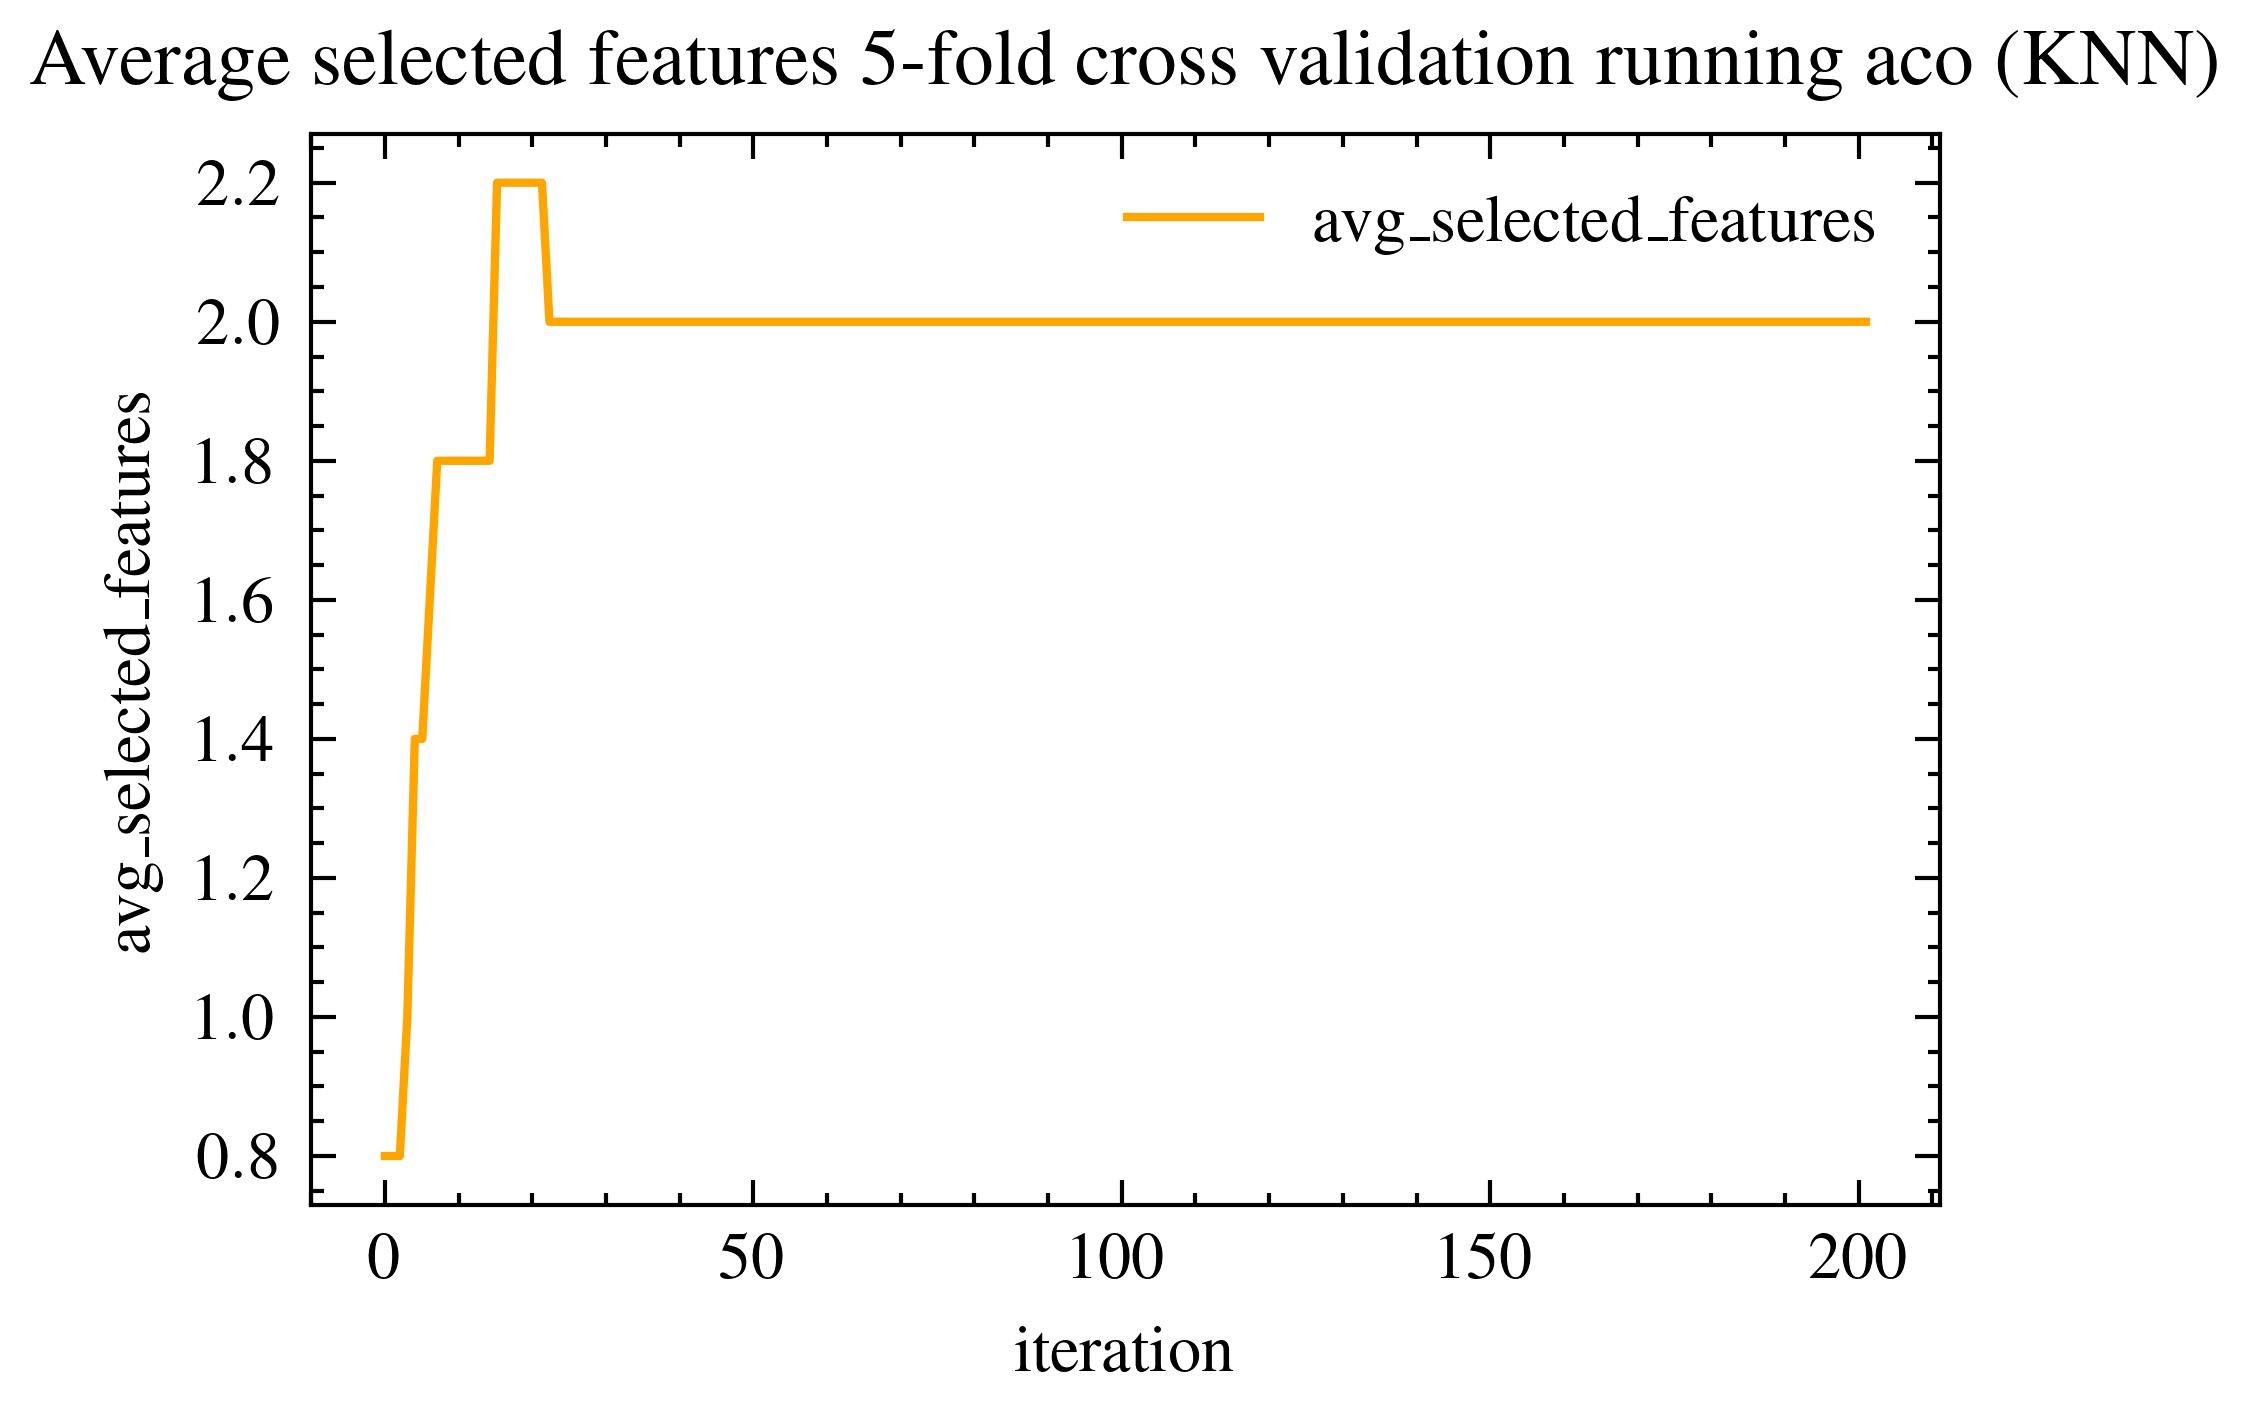 Average selected features 5-fold cross validation running aco (KNN)
avg_selected_features
2.2
2.0
1.8
1.6
1.4
1.2
1.0
0.8
avg_selected_features
0 50 100 150 200
iteration